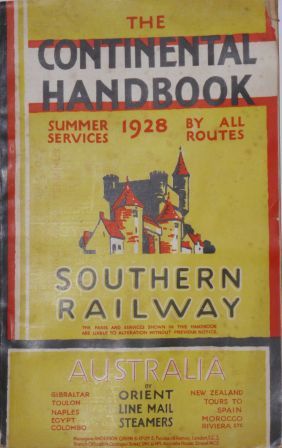 THE
CONTINENTAL
HANDBOOK
SUMMER SERVICES 1928 BY ALL ROUTES
SOUTHERN
RAILWAY
THE FARES AND SERVICES SHOWN IN THIS HANDBOOK
ARE LIABLE TO ALTERATION WITHOUT PREVIOUS NOTICE.
AUSTRALIA
BY
ORIENT
LINE MAIL
STEAMERS
GIBRALTAR
TOULON
NAPLES
EGYPT
COLOMBO
NEW ZEALAND
TOURS TO
SPAIN
MOROCCO
RIVIERA ETC